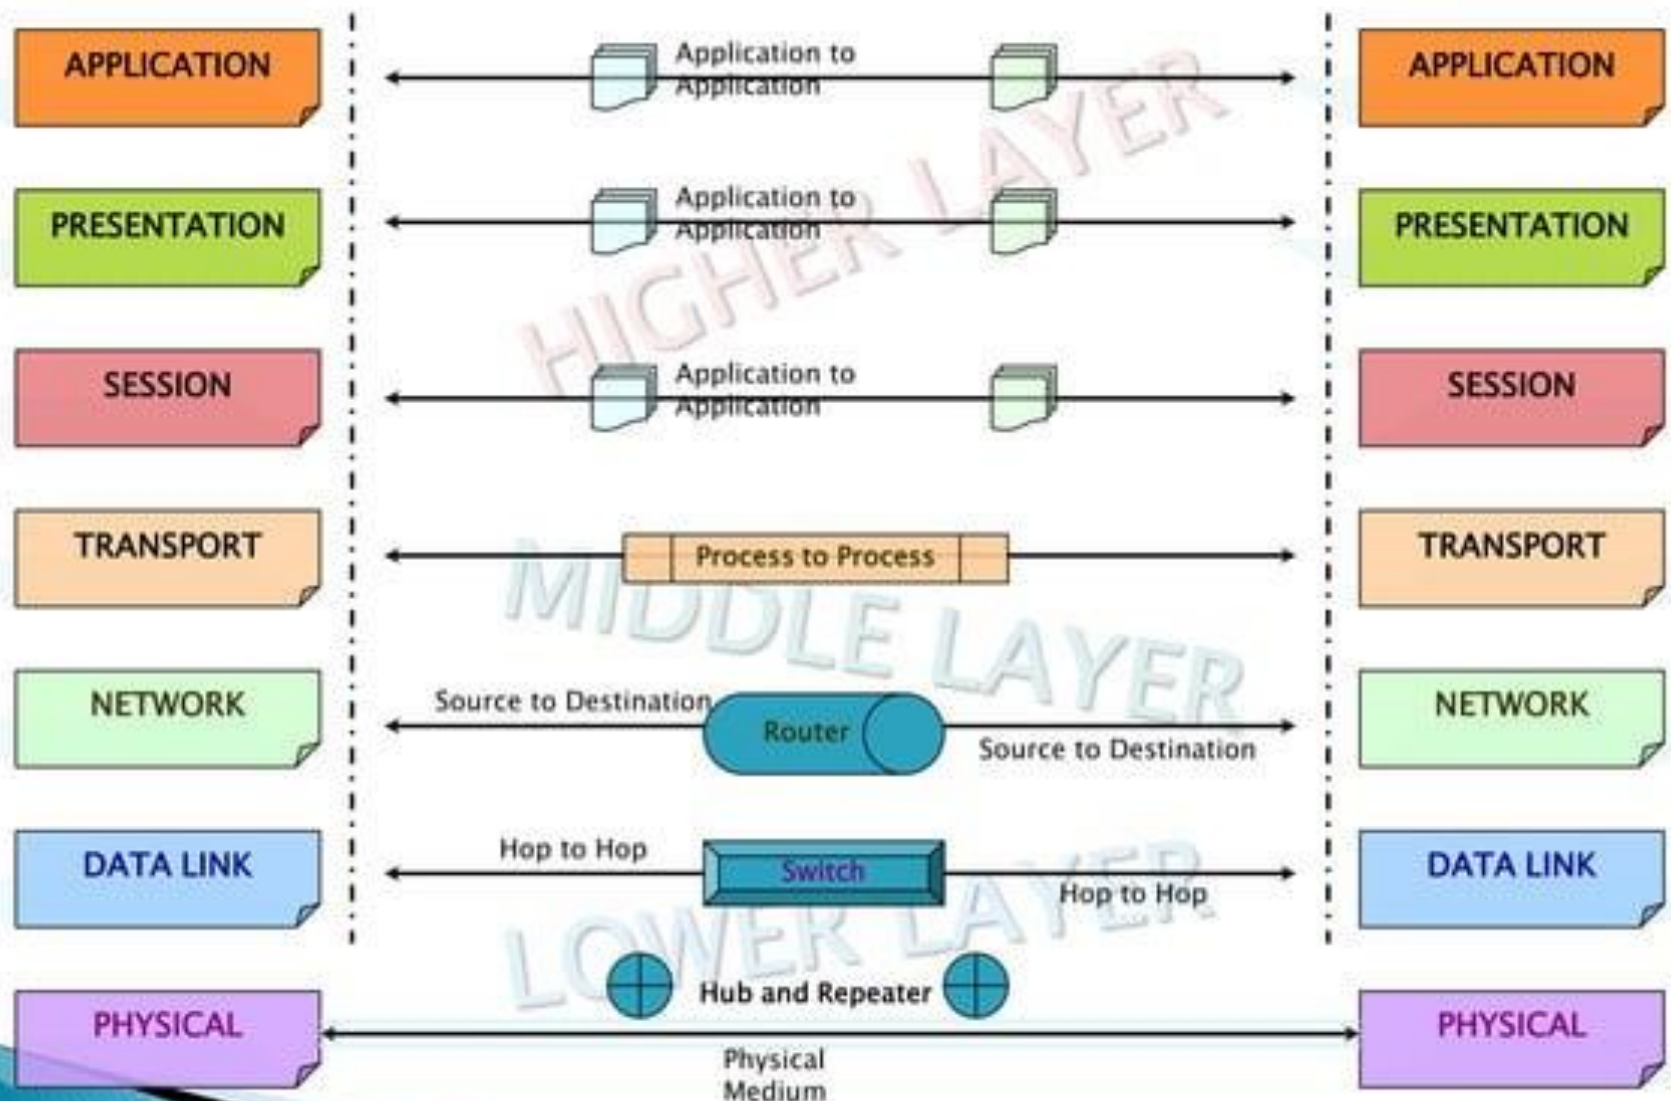 APPLICATION
Application to
Application
APPLICATION
PRESENTATION
Application to
Application
PRESENTATION
HIGHER LAYER
SESSION
Application to
Application
SESSION
TRANSPORT
Process to Process
TRANSPORT
MIDDLE LAYER
NETWORK
Source to Destination
Router
Source to Destination
NETWORK
DATA LINK
Hop to Hop
Switch
Hop to Hop
DATA LINK
LOWER LAYER
Hub and Repeater
PHYSICAL
Physical
Medium
PHYSICAL